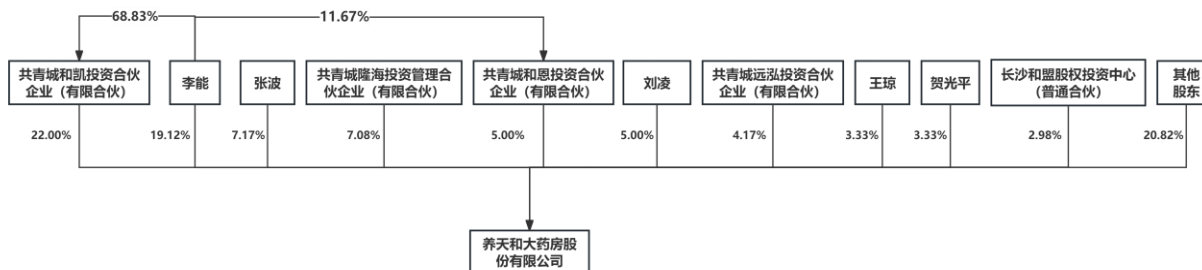 68.83%
11.67%
共青城和凯投资合伙
企业（有限合伙）
李能
张波
共青城隆海投资管理合
伙企业（有限合伙）
共青城和恩投资合伙
企业（有限合伙）
刘凌
共青城远泓投资合伙
企业（有限合伙）
王琼
贺光平
长沙和盟股权投资中心
（普通合伙）
其他
股东
22.00%
19.12%
7.17%
7.08%
5.00%
5.00%
4.17%
3.33%
3.33%
2.98%
20.82%
养天和大药房股
份有限公司